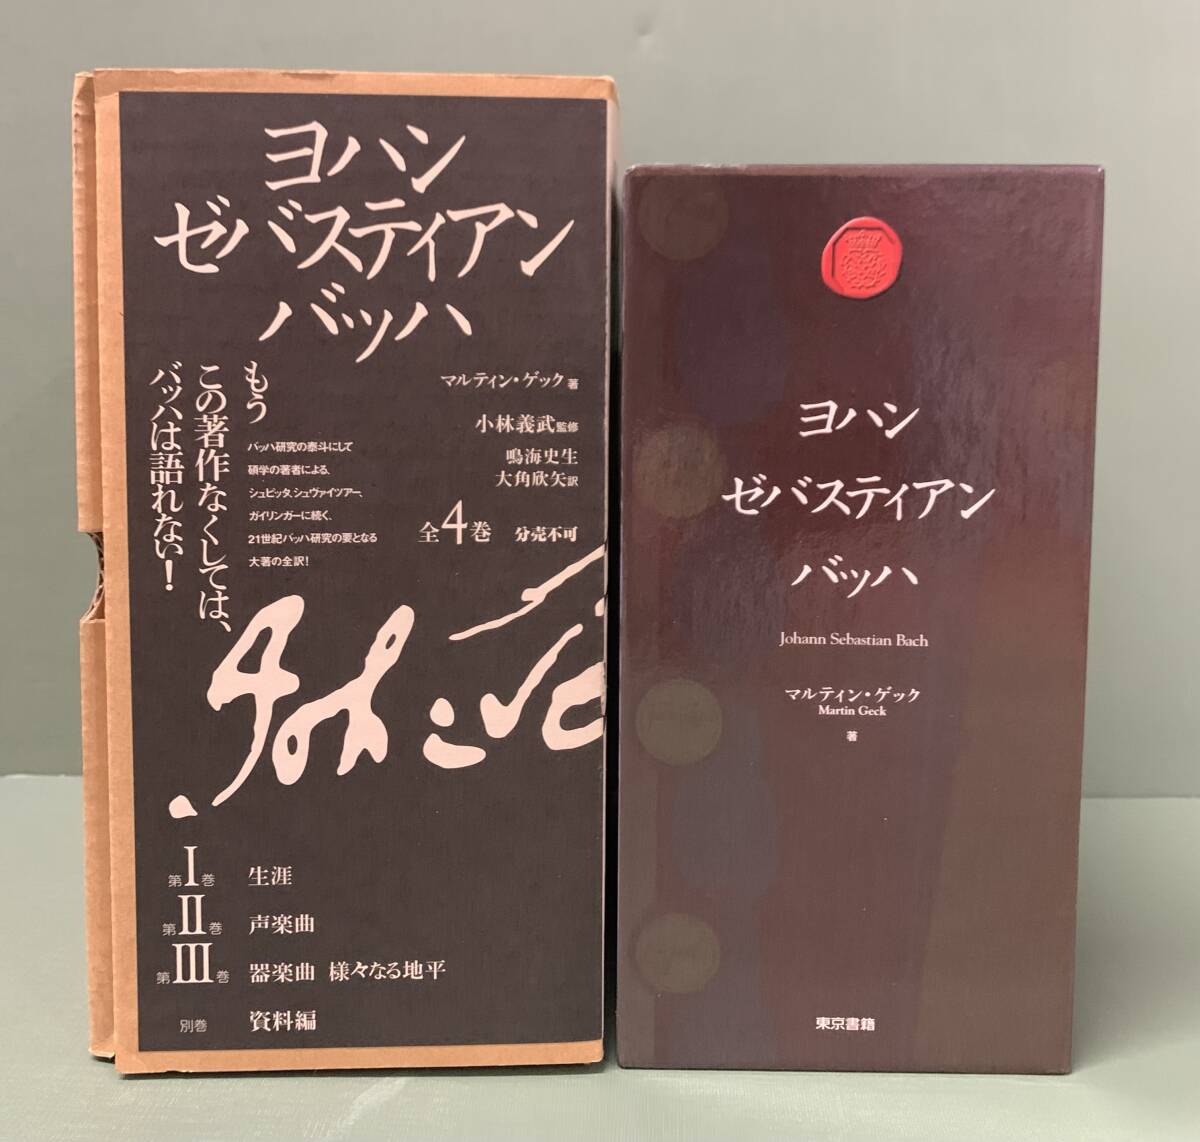 ヨハン
ゼバスティアン
バッハ
もう
この著作なくしては、
バッハは語れない！
マルティン・ゲック 著
小林義武 監修
鳴海史生
大角欣矢 訳
バッハ研究の泰斗にして
碩学の著者による、
シュピッタ、シュヴァイツアー、
ガイリンガーに続く、
21世紀バッハ研究の要となる
大著の全訳！
全4巻 分売不可
第I巻 生涯
第II巻 声楽曲
第III巻 器楽曲 様々なる地平
別巻 資料編
ヨハン
ゼバスティアン
バッハ
Johann Sebastian Bach
マルティン・ゲック
Martin Geck
著
東京書籍